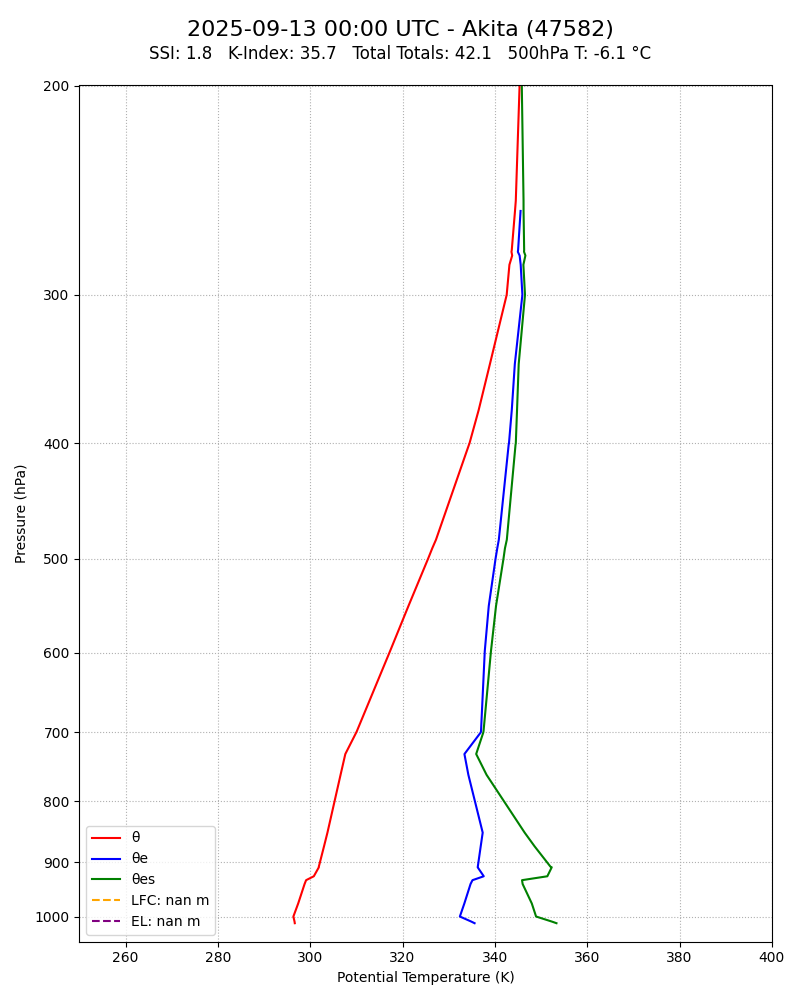 2025-09-13 00:00 UTC - Akita (47582)
SSI: 1.8   K-Index: 35.7   Total Totals: 42.1   500hPa T: -6.1 °C
200
300
400
500
600
700
800
900
1000
Pressure (hPa)
θ
θe
θes
LFC: nan m
EL: nan m
260
280
300
320
340
360
380
400
Potential Temperature (K)